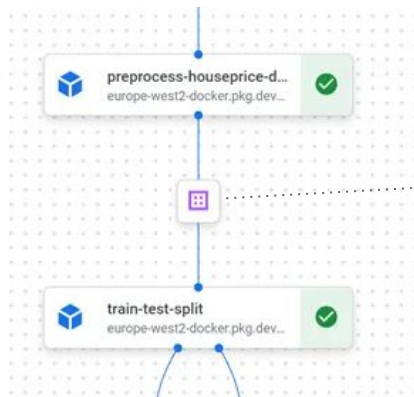 preprocess-houseprice-d...
europe-west2-docker.pkg.dev...
train-test-split
europe-west2-docker.pkg.dev...